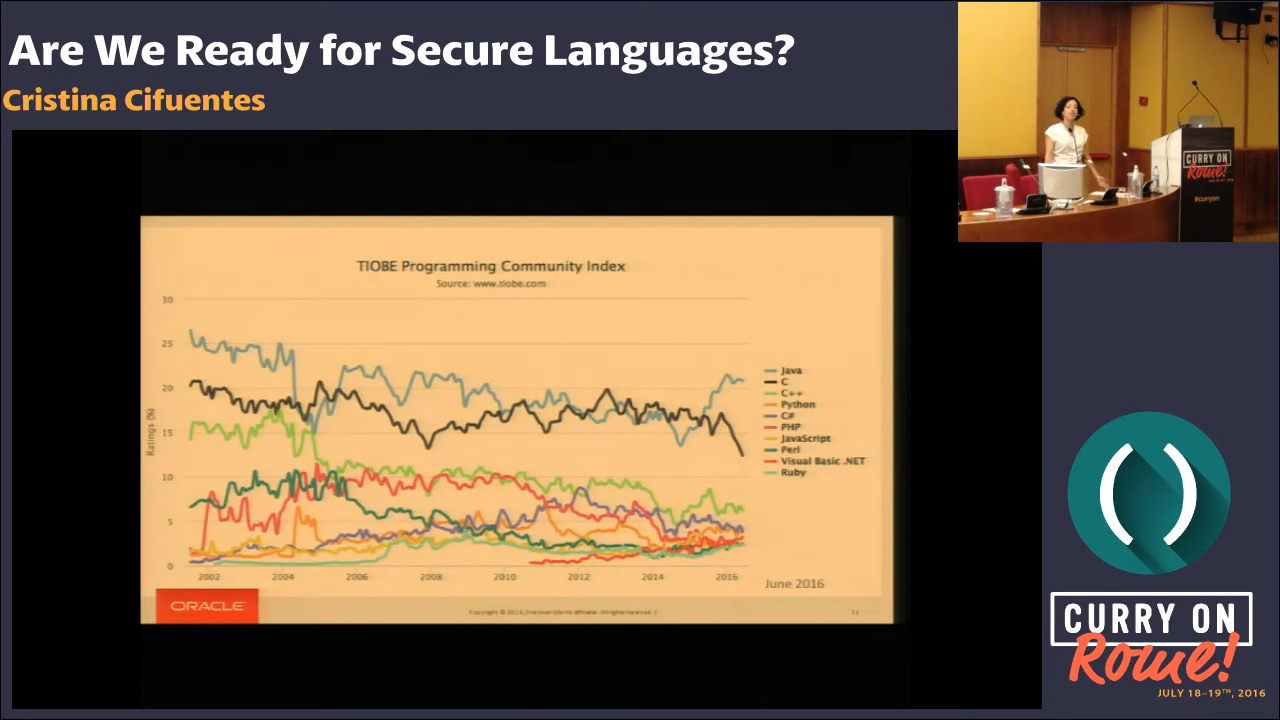 Are We Ready for Secure Languages?
Cristina Cifuentes
TIOBE Programming Community Index
Source: www.tiobe.com
Ratings (%)
30
25
20
15
10
5
0
2002 2004 2006 2008 2010 2012 2014 2016
Java
C
C++
Python
C#
PHP
JavaScript
Perl
Visual Basic .NET
Ruby
June 2016
ORACLE
CURRY ON
Rome!
#curryon
( )
CURRY ON
Rome!
JULY 18-19TH, 2016